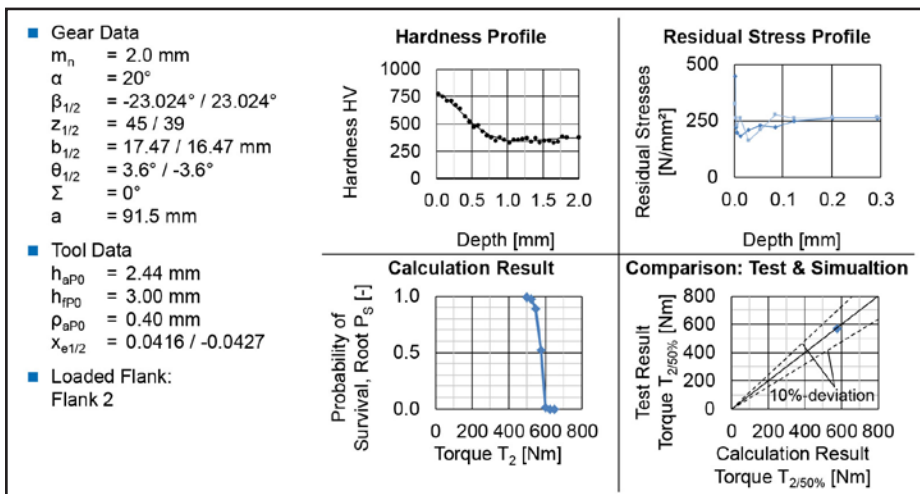 Gear Data
mn = 2.0 mm
α = 20°
β1/2 = -23.024° / 23.024°
z1/2 = 45 / 39
b1/2 = 17.47 / 16.47 mm
θ1/2 = 3.6° / -3.6°
Σ = 0°
a = 91.5 mm
Tool Data
haP0 = 2.44 mm
hfP0 = 3.00 mm
ρaP0 = 0.40 mm
xe1/2 = 0.0416 / -0.0427
Loaded Flank:
Flank 2
Hardness Profile
Hardness HV
1000
750
500
250
0
0.0 0.5 1.0 1.5 2.0
Depth [mm]
Residual Stress Profile
Residual Stresses
[N/mm²]
500
250
0
0.0 0.1 0.2 0.3
Depth [mm]
Calculation Result
Probability of
Survival, Root PS [-]
1.0
0.5
0.0
0 200 400 600 800
Torque T2 [Nm]
Comparison: Test & Simualtion
Test Result
Torque T2/50% [Nm]
800
600
400
200
0
10%-deviation
0 200 400 600 800
Calculation Result
Torque T2/50% [Nm]